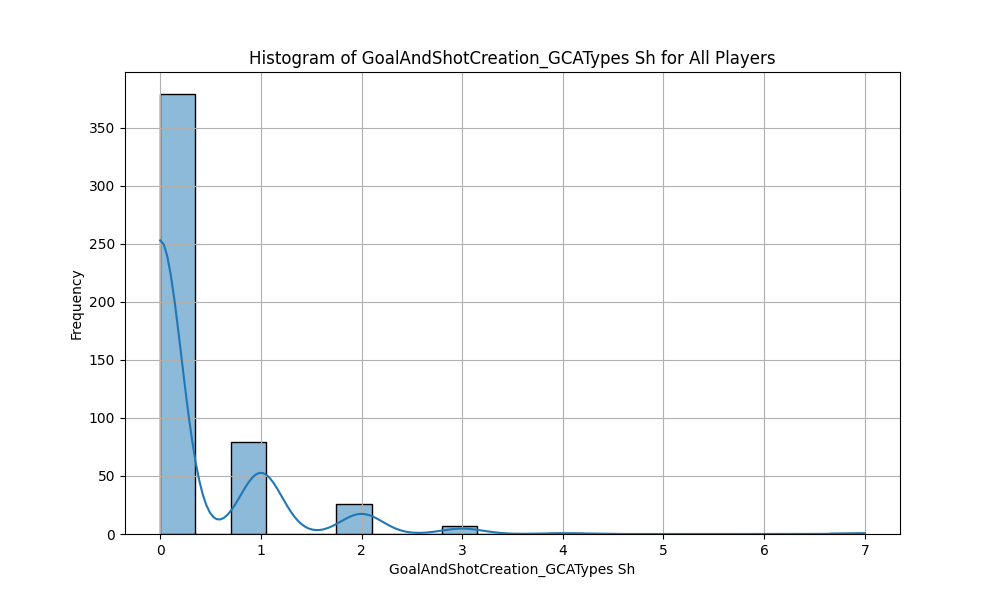 Histogram of GoalAndShotCreation_GCATypes Sh for All Players
Frequency
350
300
250
200
150
100
50
0
0 1 2 3 4 5 6 7
GoalAndShotCreation_GCATypes Sh